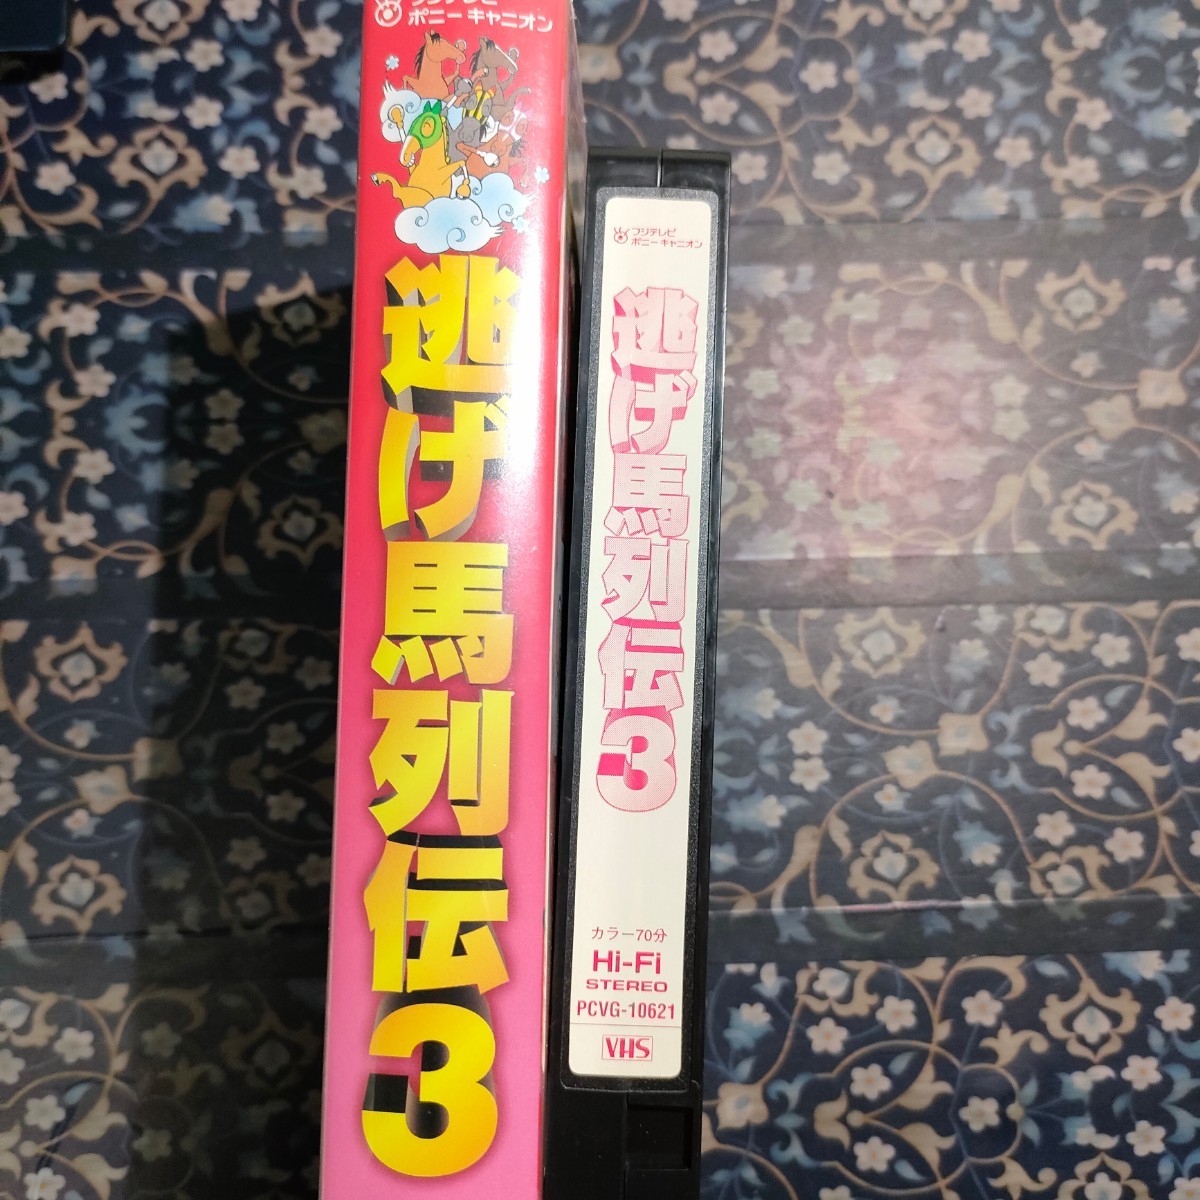 フジテレビ
ポニーキャニオン
逃げ馬列伝3
フジテレビ
ポニーキャニオン
逃げ馬列伝3
カラー70分
Hi-Fi
STEREO
PCVG-10621
VHS